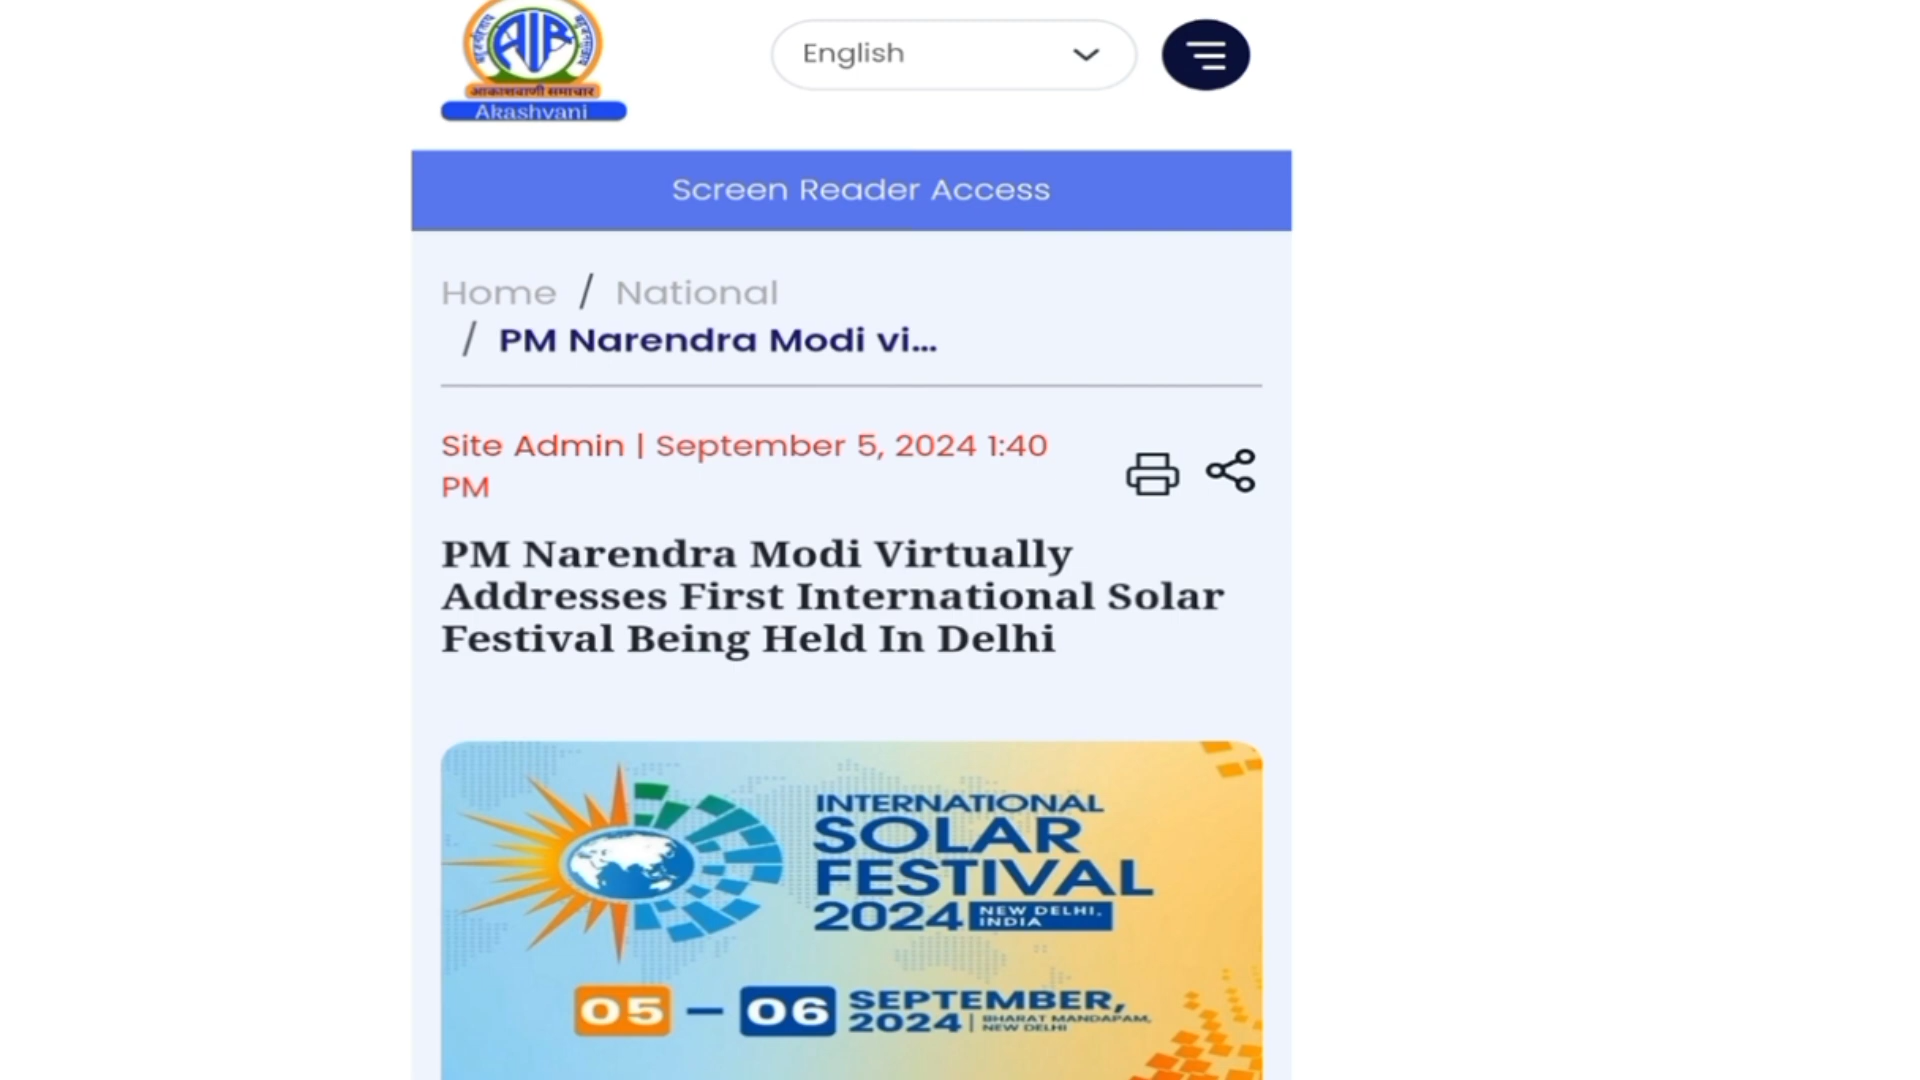 AIR
आकाशवाणी समाचार
Akashvani
English
Screen Reader Access
Home / National
/ PM Narendra Modi vi...
Site Admin | September 5, 2024 1:40
PM
PM Narendra Modi Virtually
Addresses First International Solar
Festival Being Held In Delhi
INTERNATIONAL
SOLAR
FESTIVAL
2024 NEW DELHI,
INDIA
05 – 06 SEPTEMBER,
2024 | BHARAT MANDAPAM,
NEW DELHI